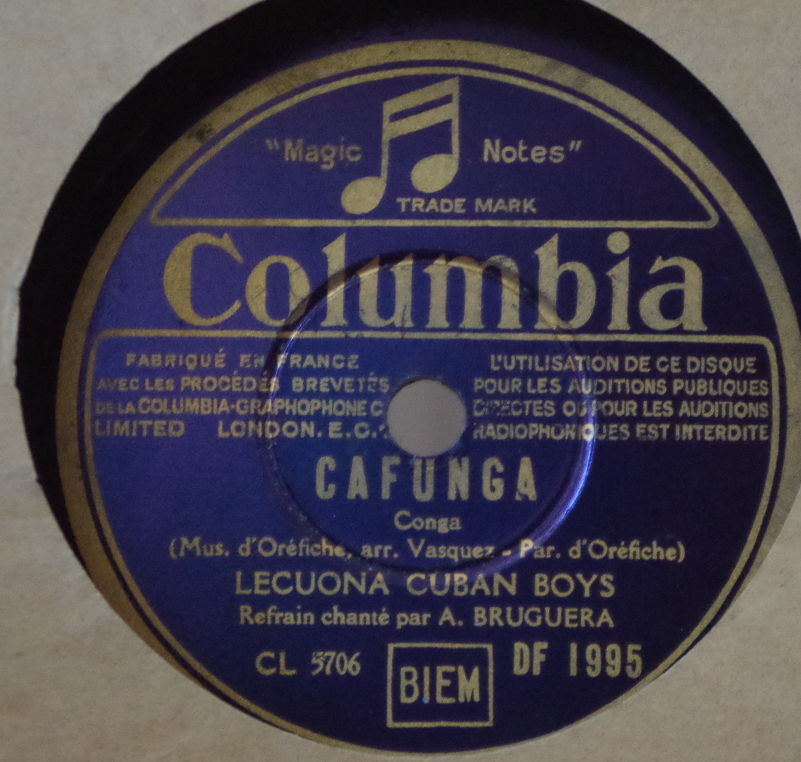 "Magic Notes"
TRADE MARK
Columbia
FABRIQUÉ EN FRANCE
AVEC LES PROCÉDÉS BREVETÉS
DE LA COLUMBIA-GRAPHOPHONE C
LIMITED LONDON. E.C.
L'UTILISATION DE CE DISQUE
POUR LES AUDITIONS PUBLIQUES
DIRECTES OU POUR LES AUDITIONS
RADIOPHONIQUES EST INTERDITE
CAFUNGA
Conga
(Mus. d'Oréfiche, arr. Vasquez - Par. d'Oréfiche)
LECUONA CUBAN BOYS
Refrain chanté par A. BRUGUERA
CL 5706 BIEM DF 1995